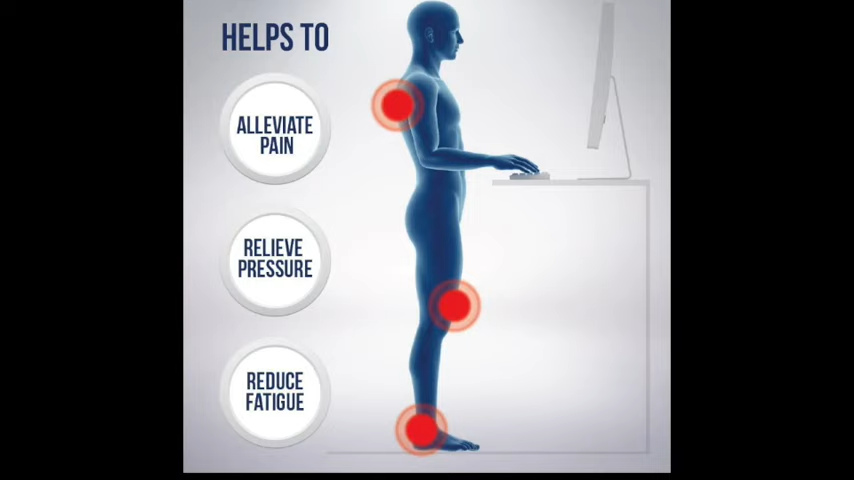 HELPS TO
ALLEVIATE
PAIN
RELIEVE
PRESSURE
REDUCE
FATIGUE